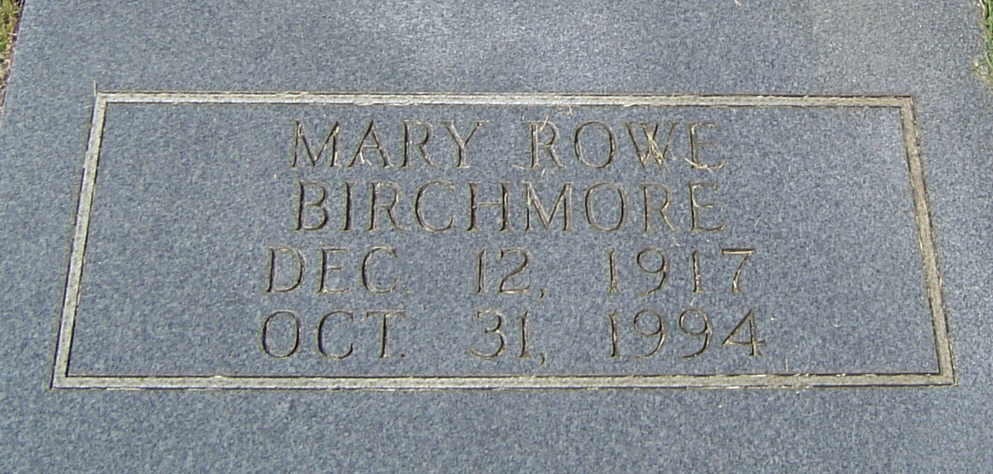 MARY ROWE
BIRCHMORE
DEC. 12, 1917
OCT. 31, 1994